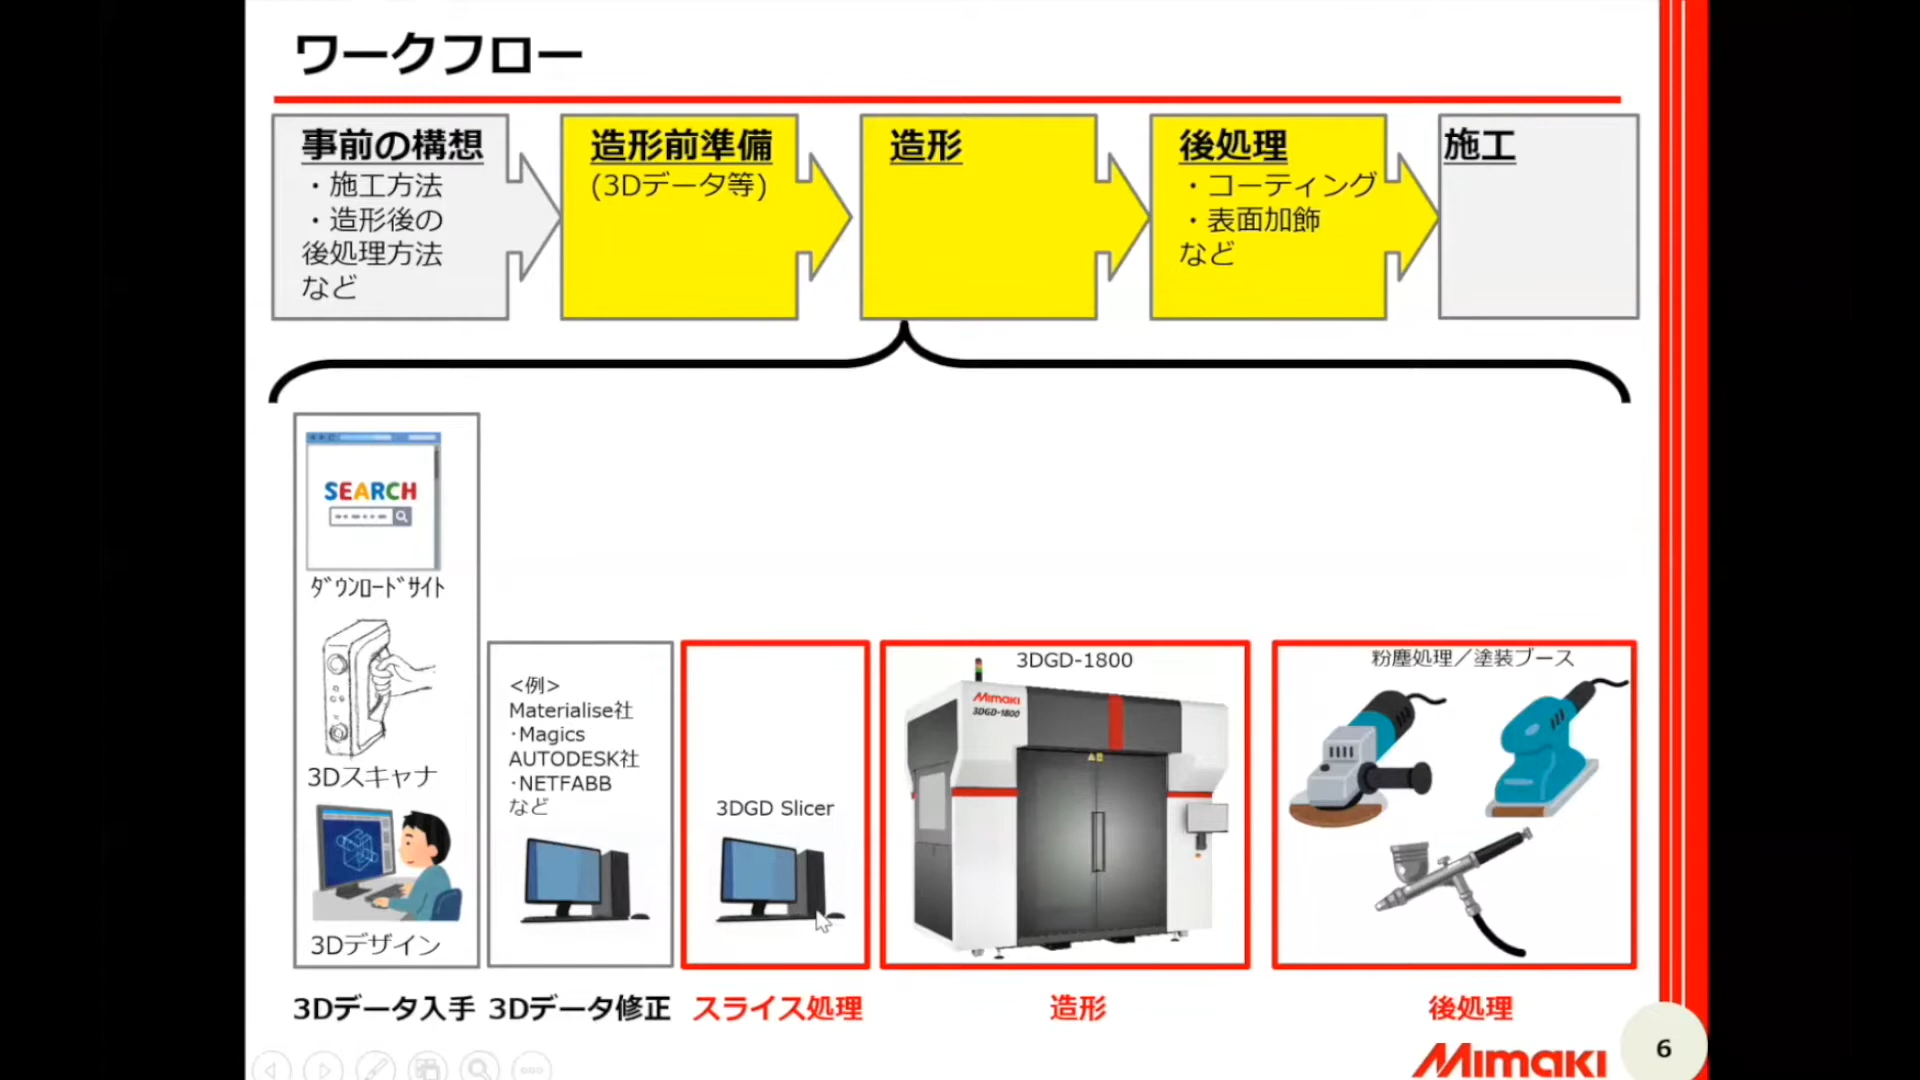 ワークフロー
事前の構想
・施工方法
・造形後の
後処理方法
など
造形前準備
(3Dデータ等)
造形
後処理
・コーティング
・表面加飾
など
施工
SEARCH
ﾀﾞｳﾝﾛｰﾄﾞｻｲﾄ
3Dスキャナ
3Dデザイン
<例>
Materialise社
･Magics
AUTODESK社
･NETFABB
など
3DGD Slicer
3DGD-1800
Mimaki
3DGD-1800
粉塵処理／塗装ブース
3Dデータ入手
3Dデータ修正
スライス処理
造形
後処理
Mimaki
6